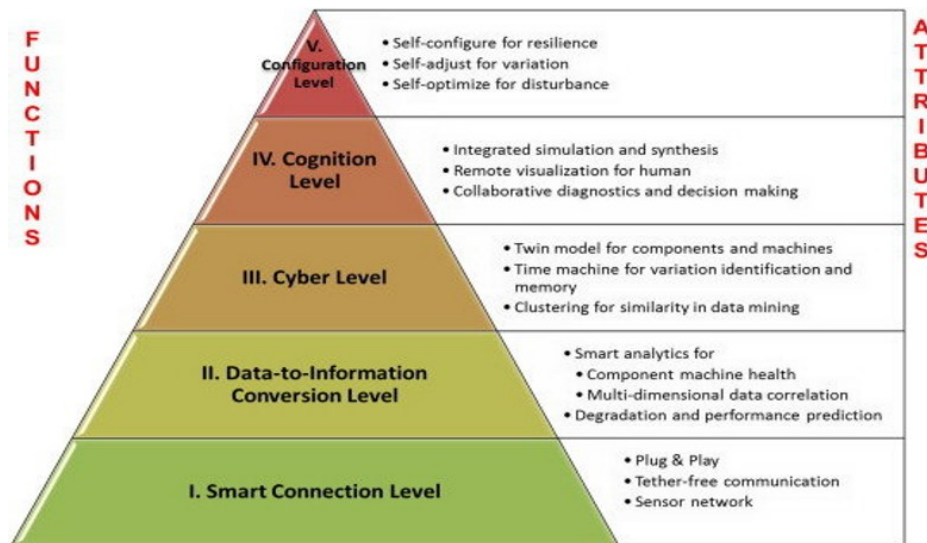 FUNCTIONS
ATTRIBUTES
V.
Configuration
Level
• Self-configure for resilience
• Self-adjust for variation
• Self-optimize for disturbance
IV. Cognition
Level
• Integrated simulation and synthesis
• Remote visualization for human
• Collaborative diagnostics and decision making
III. Cyber Level
• Twin model for components and machines
• Time machine for variation identification and
memory
• Clustering for similarity in data mining
II. Data-to-Information
Conversion Level
• Smart analytics for
• Component machine health
• Multi-dimensional data correlation
• Degradation and performance prediction
I. Smart Connection Level
• Plug & Play
• Tether-free communication
• Sensor network